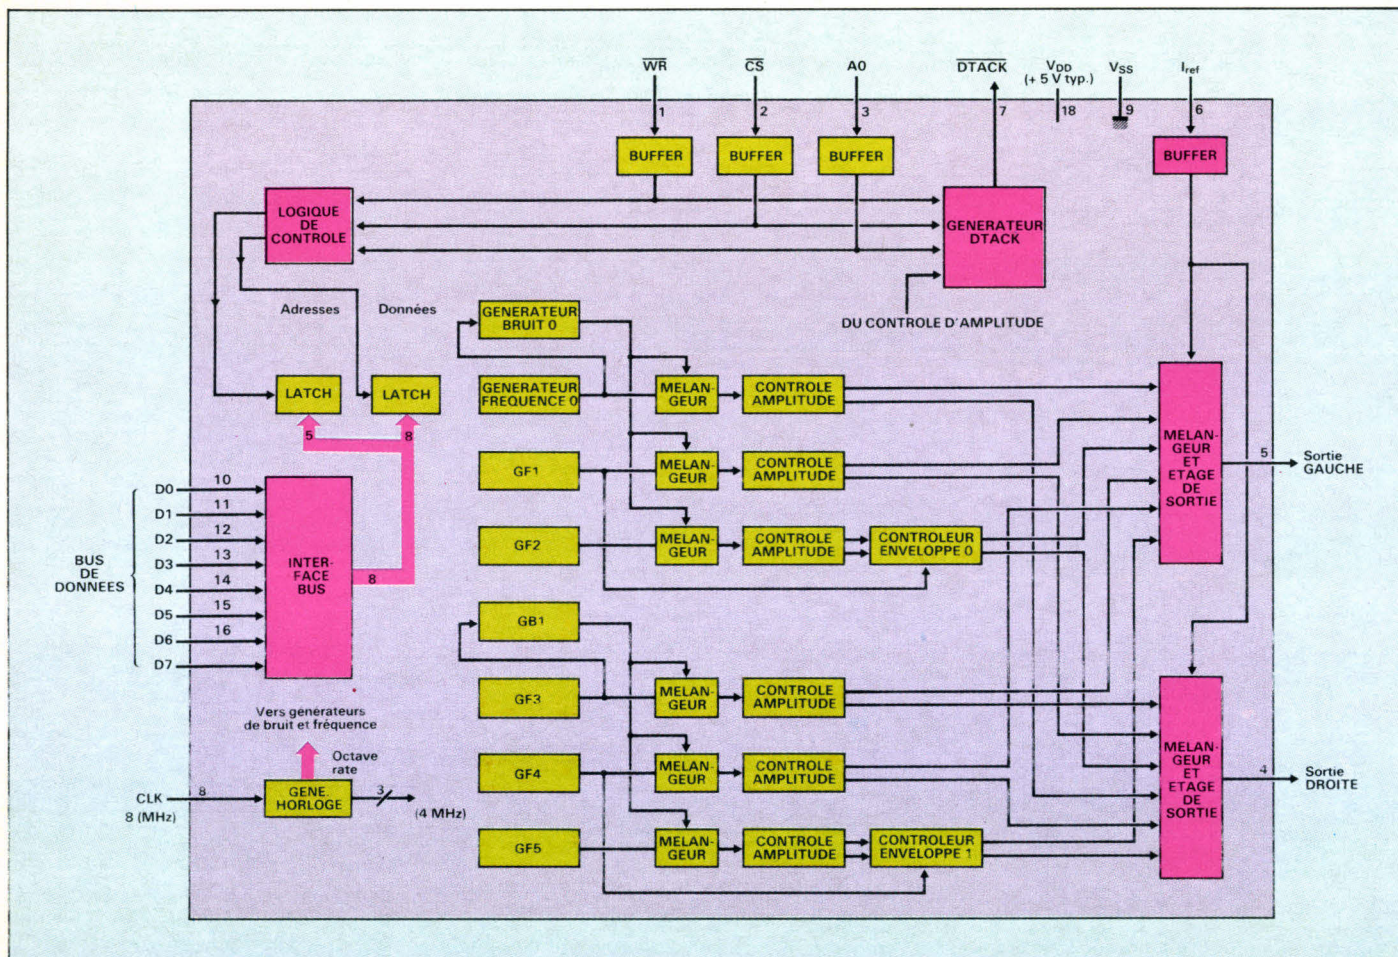 WR
CS
A0
DTACK
VDD
(+ 5 V typ.)
VSS
Iref
1
2
3
7
18
9
6
BUFFER
BUFFER
BUFFER
BUFFER
LOGIQUE
DE
CONTROLE
GENERATEUR
DTACK
Adresses
Données
DU CONTROLE D'AMPLITUDE
LATCH
LATCH
5
8
GENERATEUR
BRUIT 0
GENERATEUR
FREQUENCE 0
MELAN-
GEUR
CONTROLE
AMPLITUDE
GF1
MELAN-
GEUR
CONTROLE
AMPLITUDE
GF2
MELAN-
GEUR
CONTROLE
AMPLITUDE
CONTROLEUR
ENVELOPPE 0
MELAN-
GEUR
ET
ETAGE
DE
SORTIE
5
Sortie
GAUCHE
BUS
DE
DONNEES
D0
10
D1
11
D2
12
D3
13
D4
14
D5
15
D6
16
D7
INTER-
FACE
BUS
8
GB1
GF3
MELAN-
GEUR
CONTROLE
AMPLITUDE
GF4
MELAN-
GEUR
CONTROLE
AMPLITUDE
GF5
MELAN-
GEUR
CONTROLE
AMPLITUDE
CONTROLEUR
ENVELOPPE 1
MELAN-
GEUR
ET
ETAGE
DE
SORTIE
4
Sortie
DROITE
Vers générateurs
de bruit et fréquence
Octave
rate
CLK
8
8 (MHz)
GENE.
HORLOGE
3
(4 MHz)